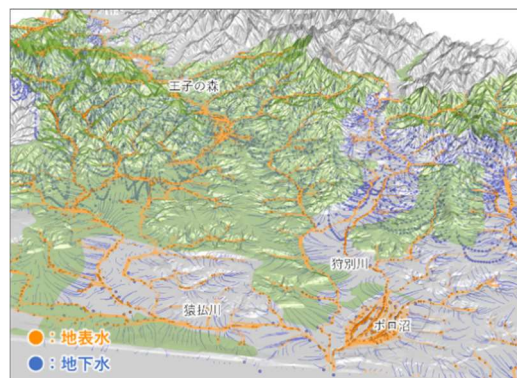 王子の森
狩別川
猿払川
ポロ沼
：地表水
：地下水